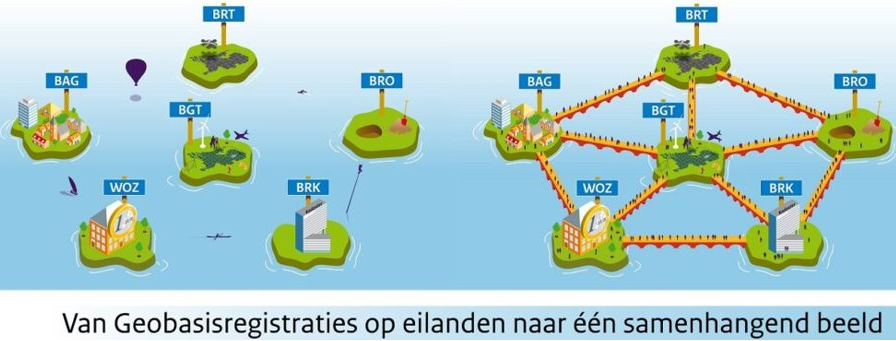 BRT
BAG
BRO
BGT
WOZ
BRK
BRT
BAG
BRO
BGT
WOZ
BRK
Van Geobasisregistraties op eilanden naar één samenhangend beeld